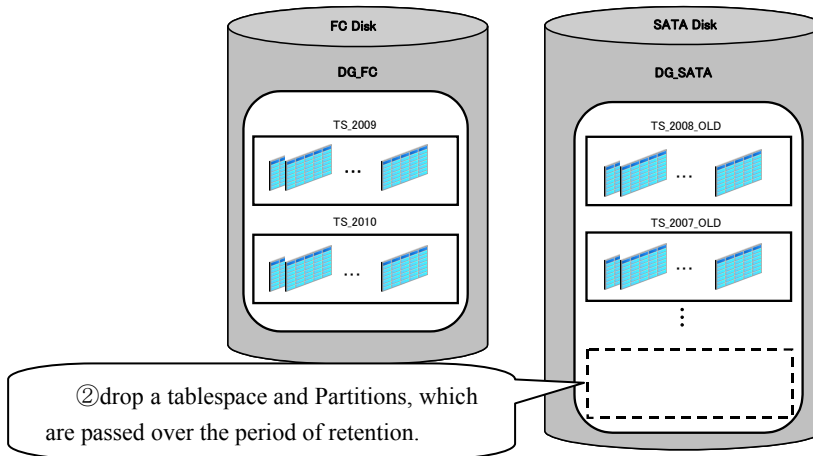 FC Disk
DG_FC
TS_2009
...
TS_2010
...
SATA Disk
DG_SATA
TS_2008_OLD
...
TS_2007_OLD
...
②drop a tablespace and Partitions, which
are passed over the period of retention.